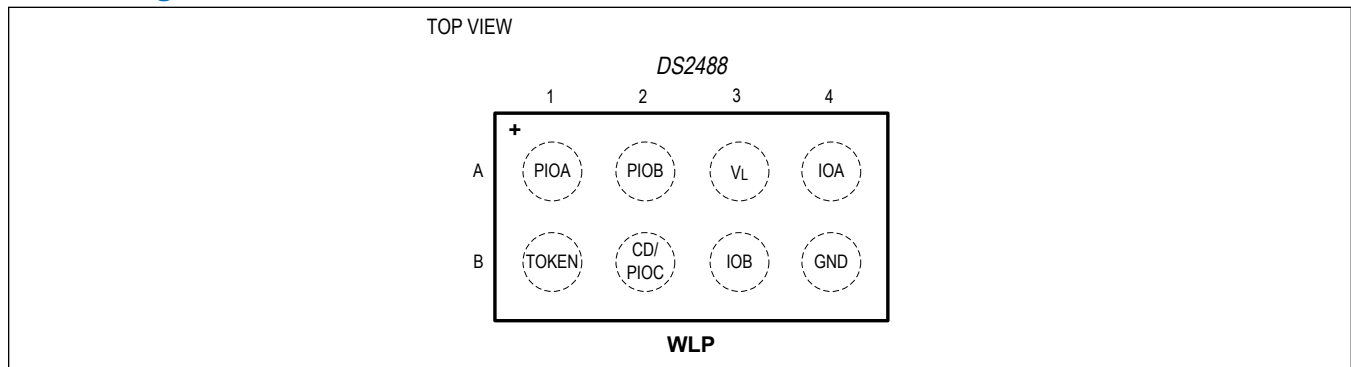 TOP VIEW
DS2488
1 2 3 4
+
A PIOA PIOB VL IOA
B TOKEN CD/
PIOC IOB GND
WLP